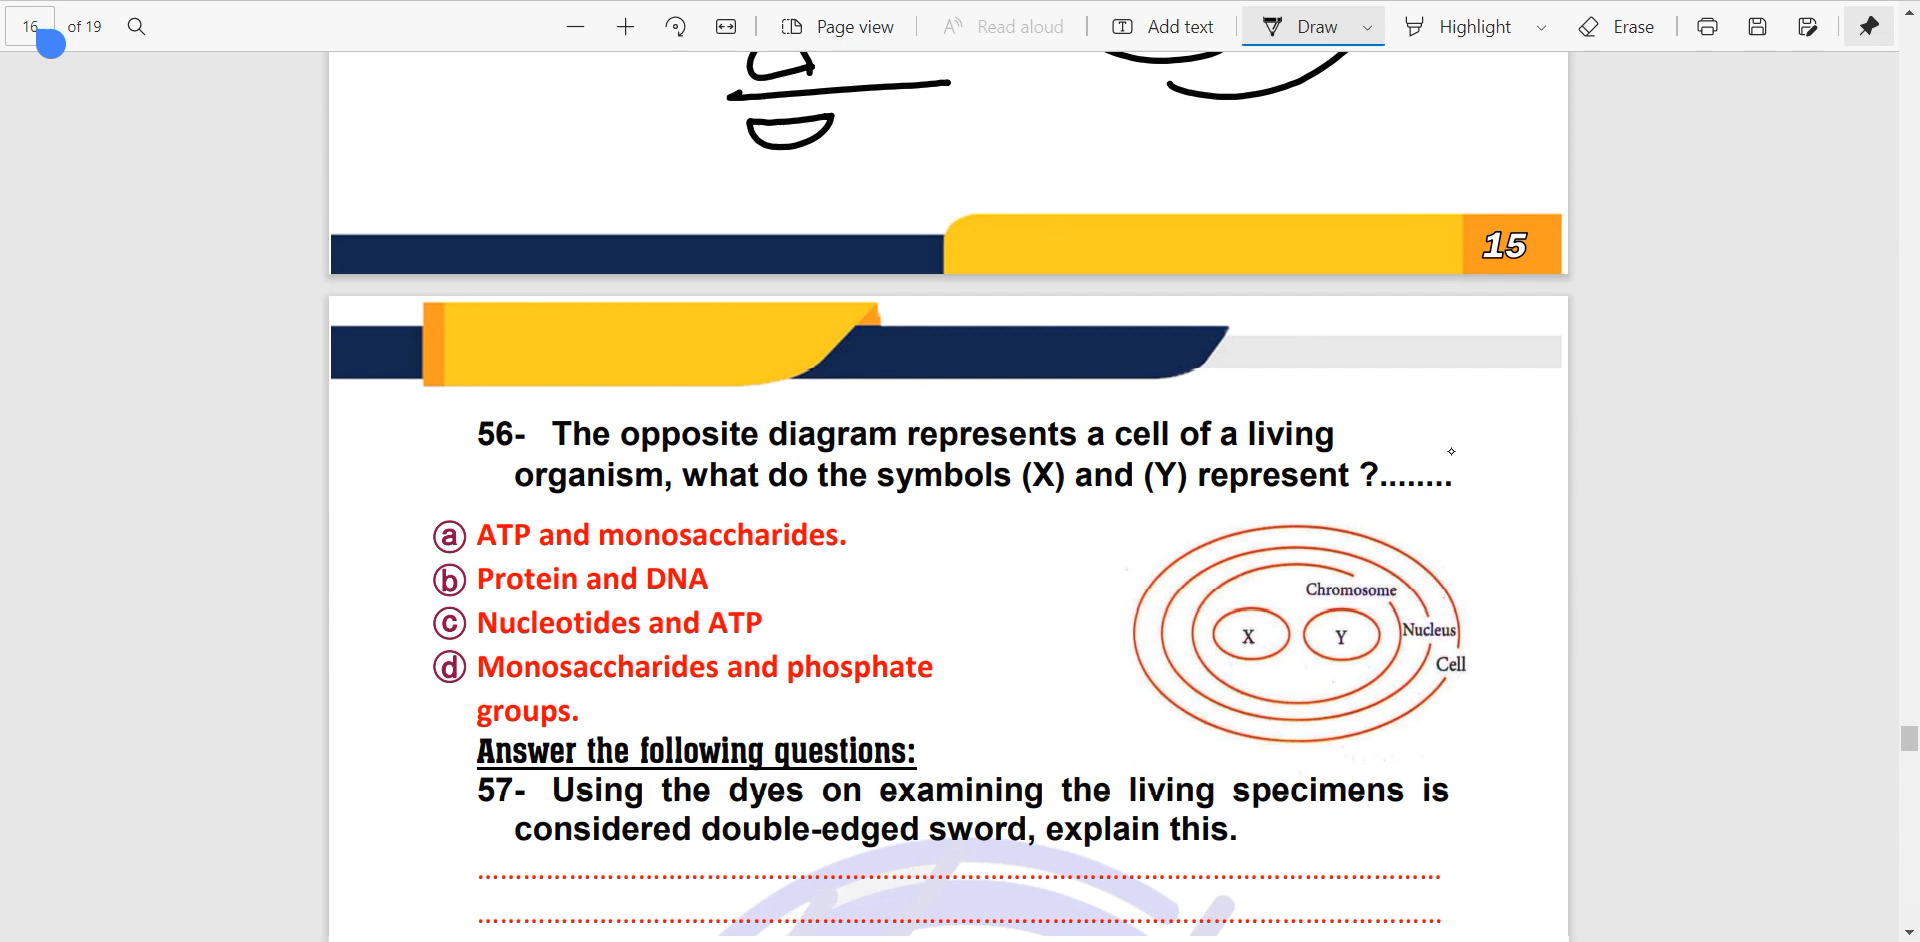 16 of 19 Page view Read aloud Add text Draw Highlight Erase
15
56- The opposite diagram represents a cell of a living
organism, what do the symbols (X) and (Y) represent ?........
ⓐ ATP and monosaccharides.
ⓑ Protein and DNA
ⓒ Nucleotides and ATP
ⓓ Monosaccharides and phosphate
groups.
Chromosome
X Y
Nucleus
Cell
Answer the following questions:
57- Using the dyes on examining the living specimens is
considered double-edged sword, explain this.